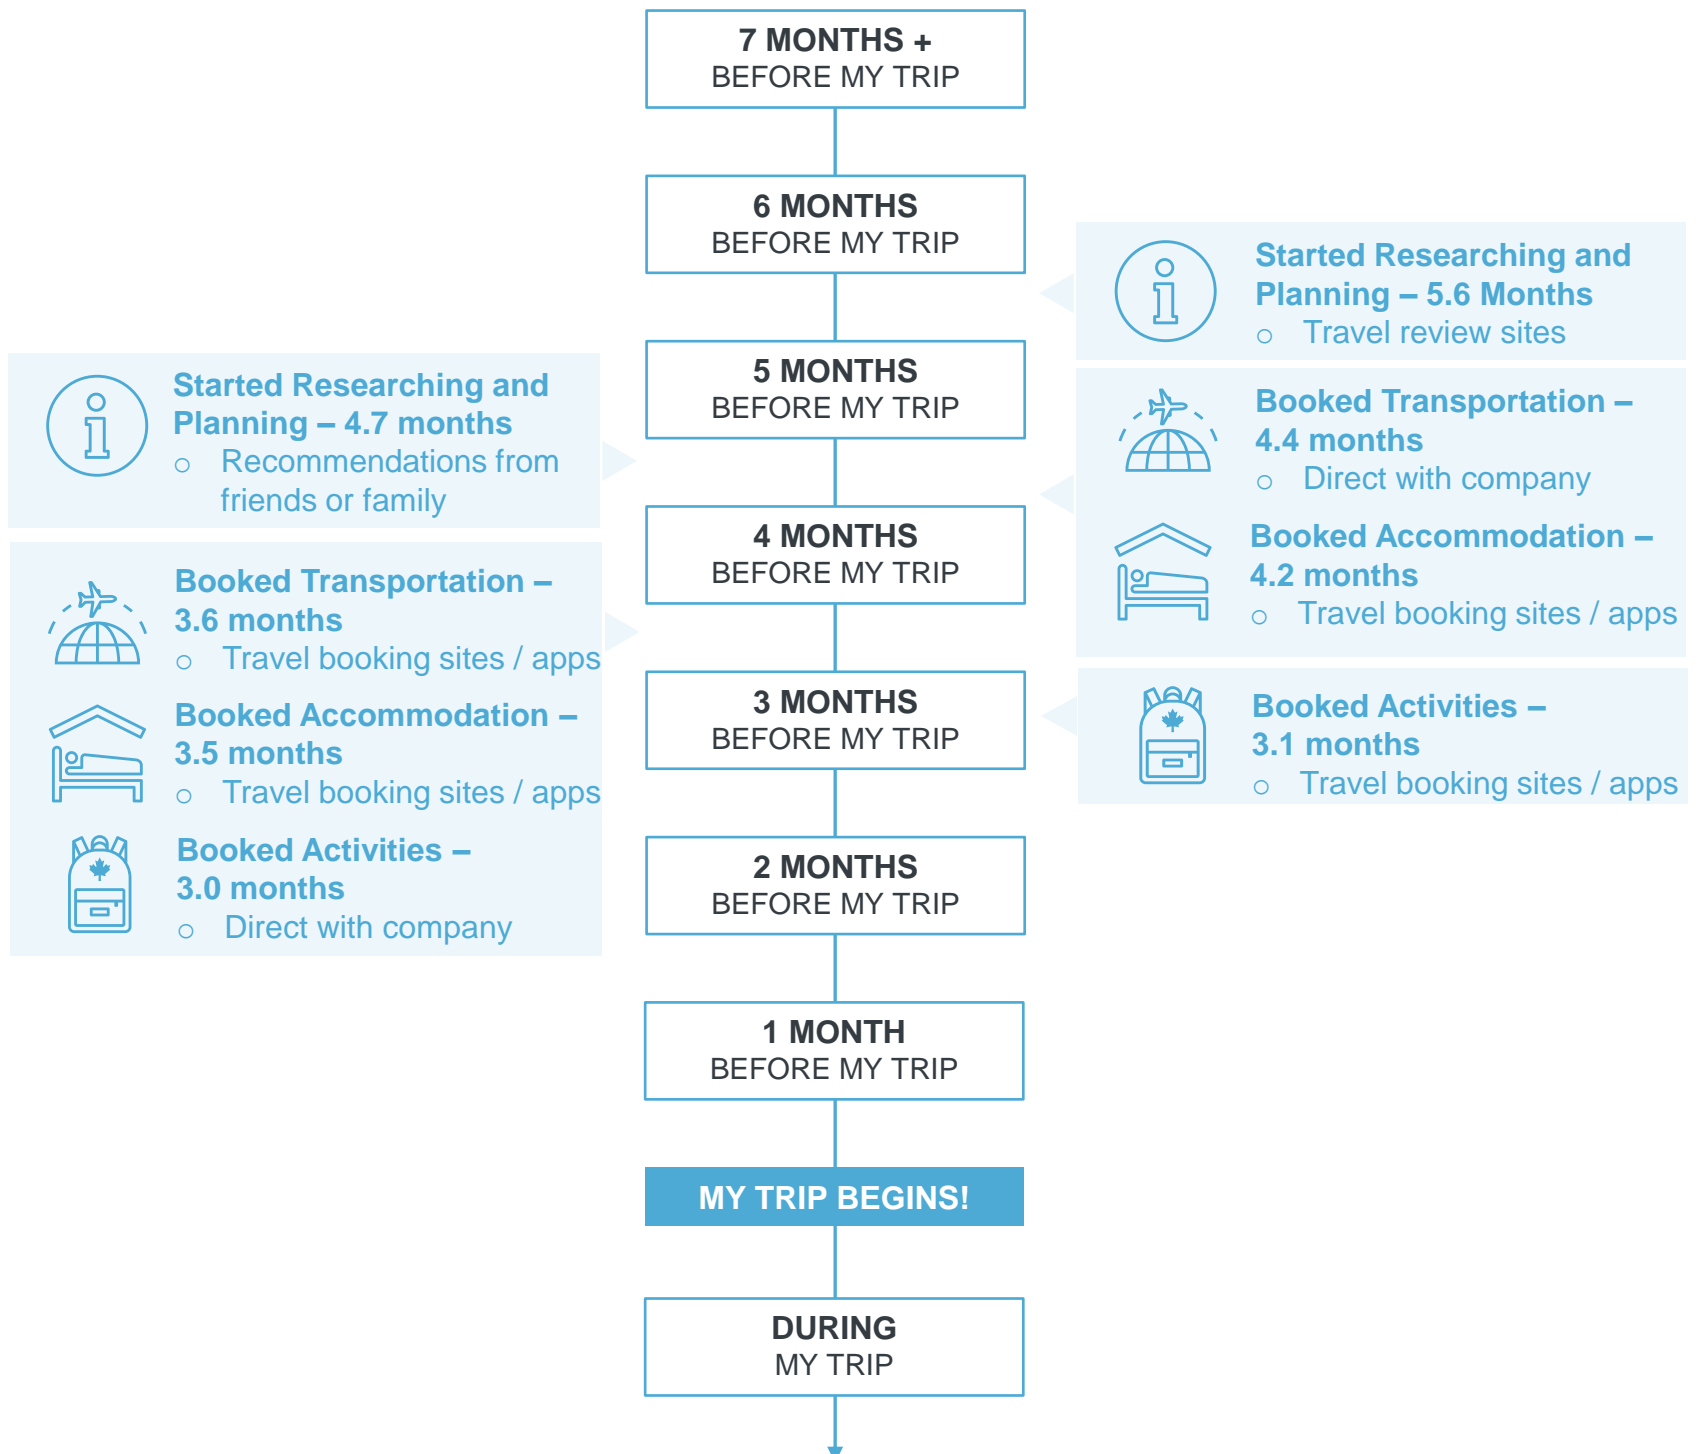 7 MONTHS +
BEFORE MY TRIP
6 MONTHS
BEFORE MY TRIP
5 MONTHS
BEFORE MY TRIP
4 MONTHS
BEFORE MY TRIP
3 MONTHS
BEFORE MY TRIP
2 MONTHS
BEFORE MY TRIP
1 MONTH
BEFORE MY TRIP
MY TRIP BEGINS!
DURING
MY TRIP
Started Researching and
Planning – 4.7 months
o Recommendations from
friends or family
Booked Transportation –
3.6 months
o Travel booking sites / apps
Booked Accommodation –
3.5 months
o Travel booking sites / apps
Booked Activities –
3.0 months
o Direct with company
Started Researching and
Planning – 5.6 Months
o Travel review sites
Booked Transportation –
4.4 months
o Direct with company
Booked Accommodation –
4.2 months
o Travel booking sites / apps
Booked Activities –
3.1 months
o Travel booking sites / apps